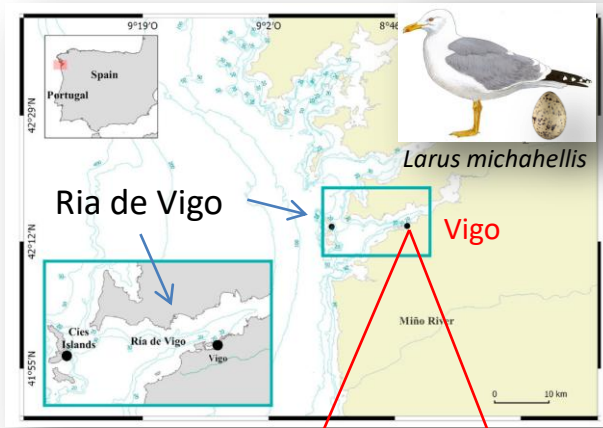 9°19'O
9°2'O
8°46'
Spain
Portugal
42°29'N
Larus michahellis
Ria de Vigo
42°12'N
Vigo
Cies
Islands
Ría de Vigo
Vigo
Miño River
41°55'N
0
10 km